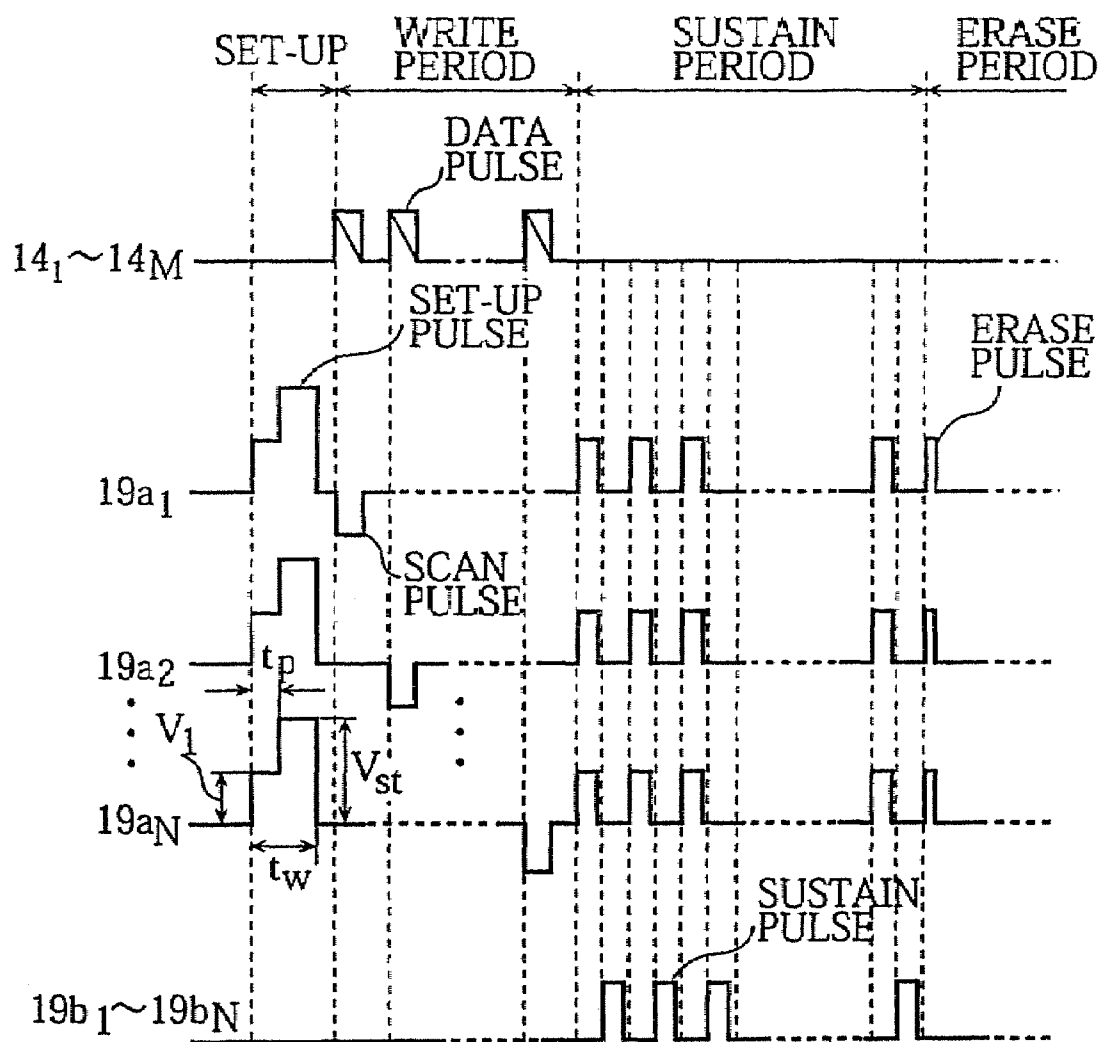 SET-UP
WRITE
PERIOD
SUSTAIN
PERIOD
ERASE
PERIOD
DATA
PULSE
14₁～14M
SET-UP
PULSE
ERASE
PULSE
19a₁
SCAN
PULSE
19a₂
tp
V₁
Vst
19aN
tw
SUSTAIN
PULSE
19b₁～19bN